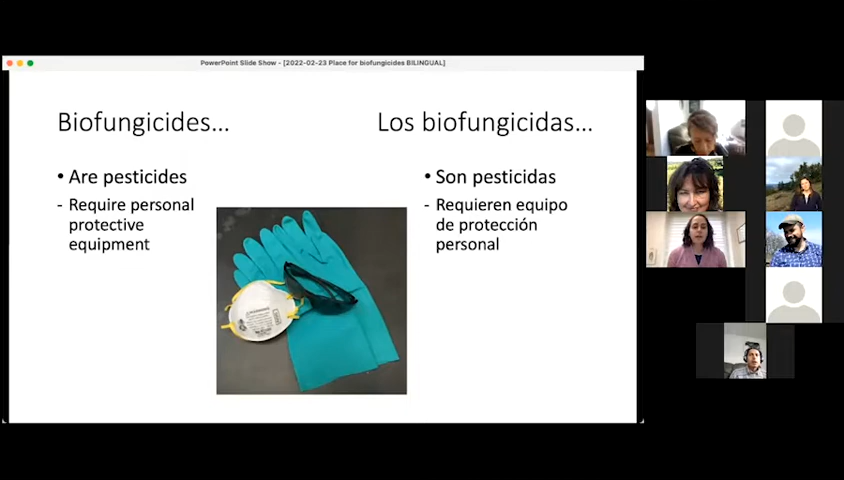 PowerPoint Slide Show - [2022-02-23 Place for biofungicides BILINGUAL]
Biofungicides...
• Are pesticides
- Require personal
protective
equipment
Los biofungicidas...
• Son pesticidas
- Requieren equipo
de protección
personal